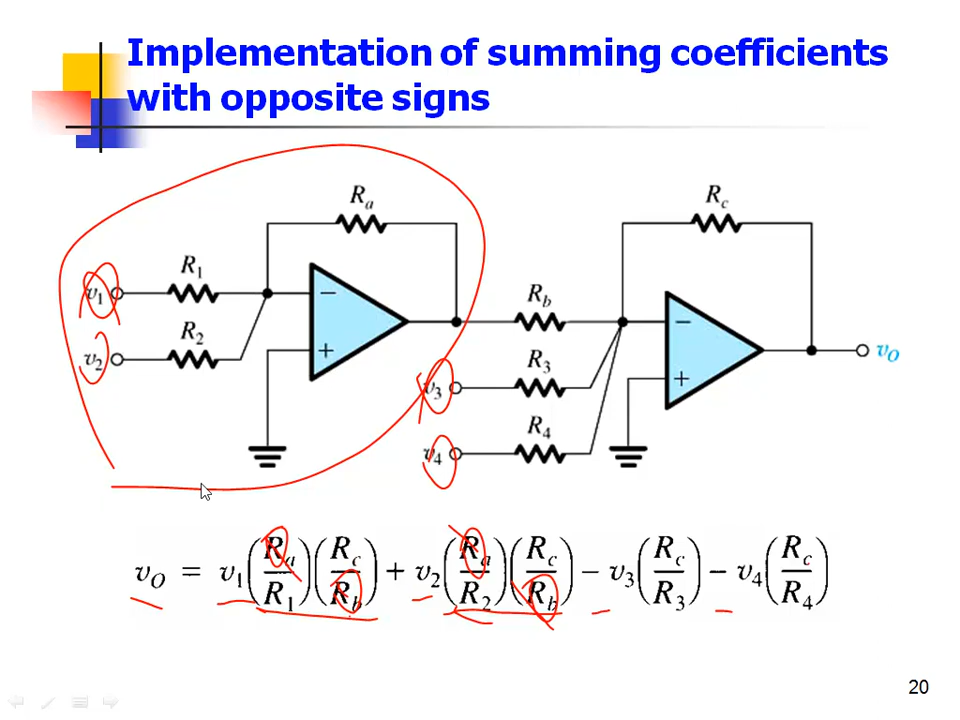 Implementation of summing coefficients
with opposite signs
Ra
Rc
R1
v1
R2
v2
Rb
R3
v3
R4
v4
− +
− +
vO
vO = v1(Ra/R1)(Rc/Rb) + v2(Ra/R2)(Rc/Rb) − v3(Rc/R3) − v4(Rc/R4)
20